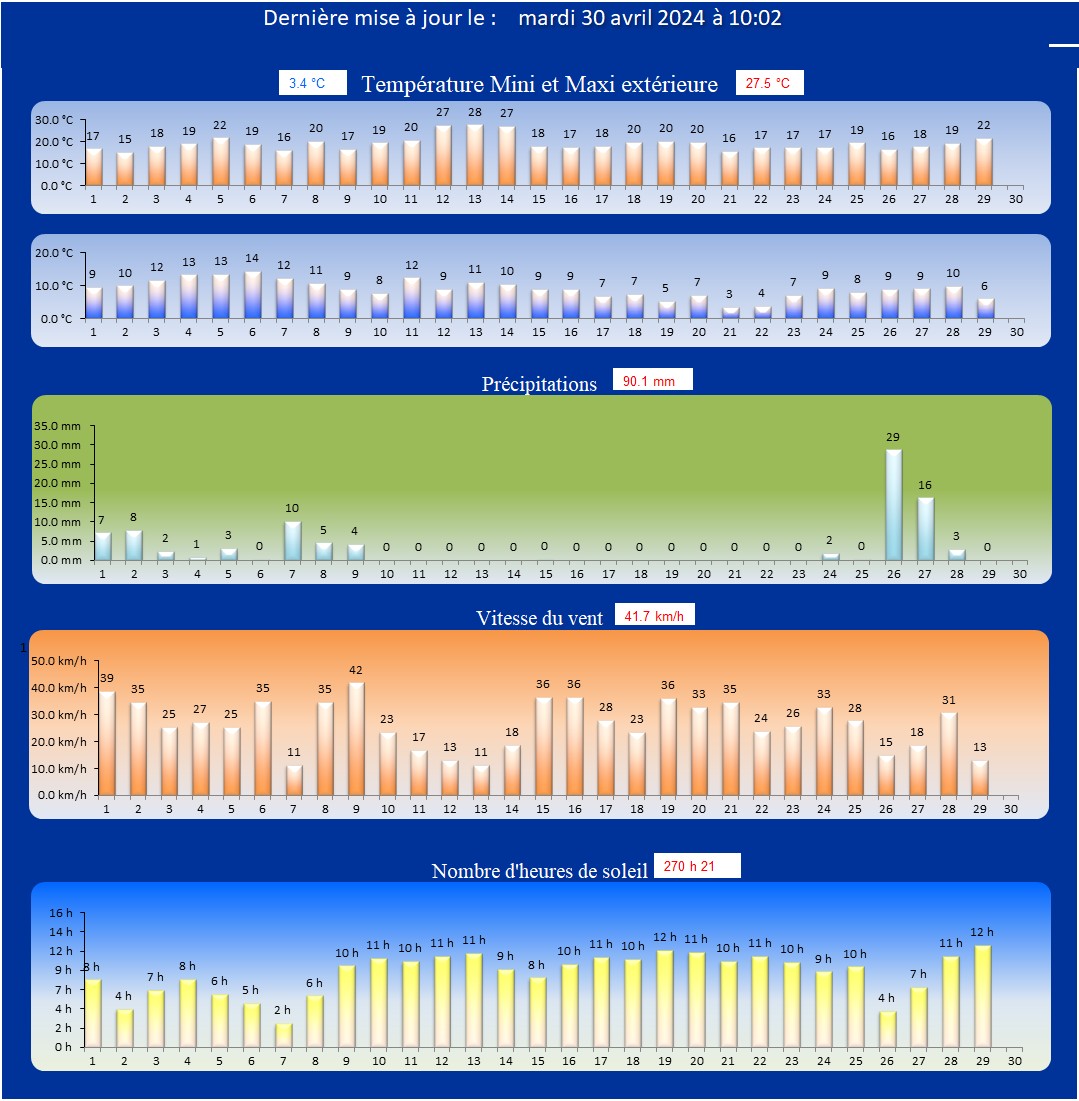 Dernière mise à jour le : mardi 30 avril 2024 à 10:02
3.4 °C Température Mini et Maxi extérieure 27.5 °C
30.0 °C
20.0 °C
10.0 °C
0.0 °C
17 15 18 19 22 19 16 20 17 19 20 27 28 27 18 17 18 20 20 20 16 17 17 17 19 16 18 19 22
1 2 3 4 5 6 7 8 9 10 11 12 13 14 15 16 17 18 19 20 21 22 23 24 25 26 27 28 29 30
20.0 °C
10.0 °C
0.0 °C
9 10 12 13 13 14 12 11 9 8 12 9 11 10 9 9 7 7 5 7 3 4 7 9 8 9 9 10 6
1 2 3 4 5 6 7 8 9 10 11 12 13 14 15 16 17 18 19 20 21 22 23 24 25 26 27 28 29 30
Précipitations 90.1 mm
35.0 mm
30.0 mm
25.0 mm
20.0 mm
15.0 mm
10.0 mm
5.0 mm
0.0 mm
7 8 2 1 3 0 10 5 4 0 0 0 0 0 0 0 0 0 0 0 0 0 0 2 0 29 16 3 0
1 2 3 4 5 6 7 8 9 10 11 12 13 14 15 16 17 18 19 20 21 22 23 24 25 26 27 28 29 30
Vitesse du vent 41.7 km/h
1
50.0 km/h
40.0 km/h
30.0 km/h
20.0 km/h
10.0 km/h
0.0 km/h
39 35 25 27 25 35 11 35 42 23 17 13 11 18 36 36 28 23 36 33 35 24 26 33 28 15 18 31 13
1 2 3 4 5 6 7 8 9 10 11 12 13 14 15 16 17 18 19 20 21 22 23 24 25 26 27 28 29 30
Nombre d'heures de soleil 270 h 21
16 h
14 h
12 h
9 h
7 h
4 h
2 h
0 h
8 h 4 h 7 h 8 h 6 h 5 h 2 h 6 h 10 h 11 h 10 h 11 h 11 h 9 h 8 h 10 h 11 h 10 h 12 h 11 h 10 h 11 h 10 h 9 h 10 h 4 h 7 h 11 h 12 h
1 2 3 4 5 6 7 8 9 10 11 12 13 14 15 16 17 18 19 20 21 22 23 24 25 26 27 28 29 30